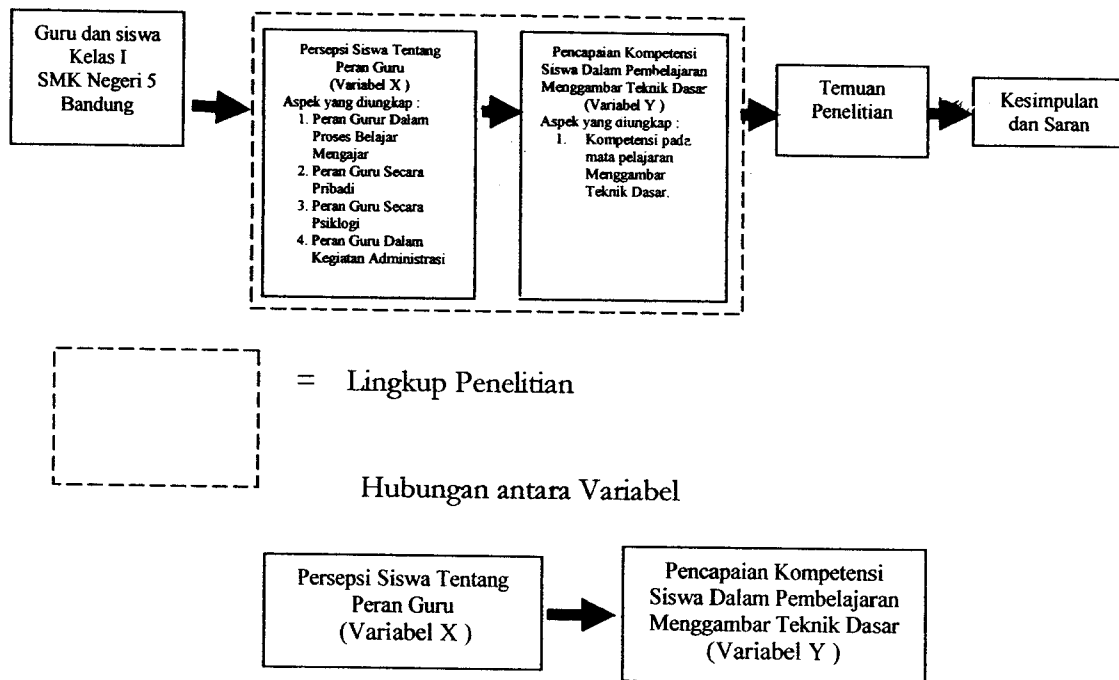 Guru dan siswa
Kelas I
SMK Negeri 5
Bandung
Persepsi Siswa Tentang
Peran Guru
(Variabel X )
Aspek yang diungkap :
1. Peran Gurur Dalam
Proses Belajar
Mengajar
2. Peran Guru Secara
Pribadi
3. Peran Guru Secara
Psiklogi
4. Peran Guru Dalam
Kegiatan Administrasi
Pencapaian Kompetensi
Siswa Dalam Pembelajaran
Menggambar Teknik Dasar
(Variabel Y )
Aspek yang diungkap :
1. Kompetensi pada
mata pelajaran
Menggambar
Teknik Dasar.
Temuan
Penelitian
Kesimpulan
dan Saran
= Lingkup Penelitian
Hubungan antara Variabel
Persepsi Siswa Tentang
Peran Guru
(Variabel X )
Pencapaian Kompetensi
Siswa Dalam Pembelajaran
Menggambar Teknik Dasar
(Variabel Y )